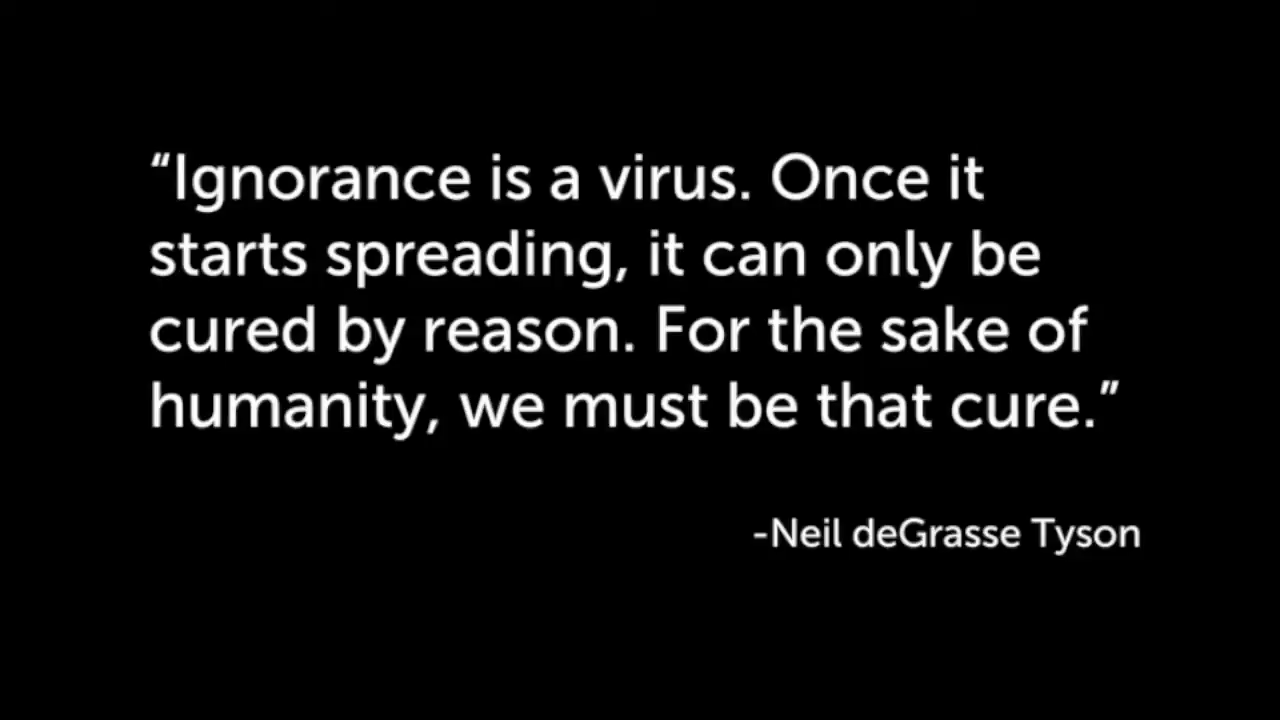 “Ignorance is a virus. Once it
starts spreading, it can only be
cured by reason. For the sake of
humanity, we must be that cure.”
-Neil deGrasse Tyson